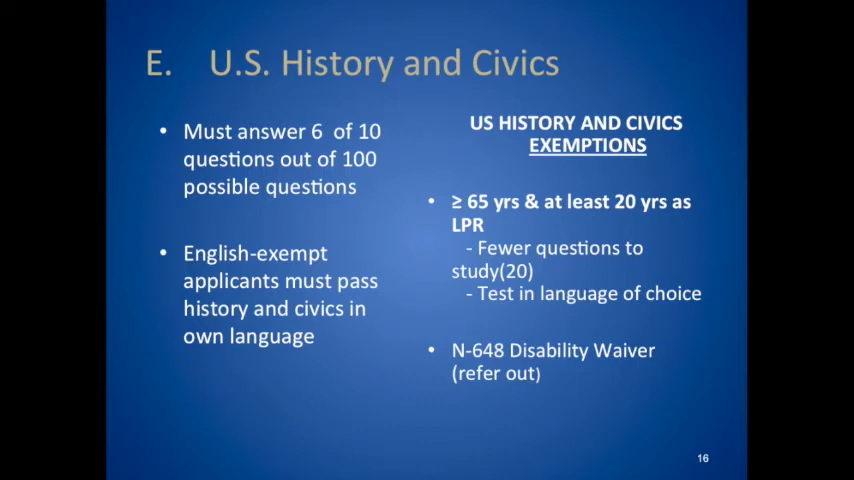 E. U.S. History and Civics
• Must answer 6 of 10
questions out of 100
possible questions
• English-exempt
applicants must pass
history and civics in
own language
US HISTORY AND CIVICS
EXEMPTIONS
• ≥ 65 yrs & at least 20 yrs as
LPR
- Fewer questions to
study(20)
- Test in language of choice
• N-648 Disability Waiver
(refer out)
16